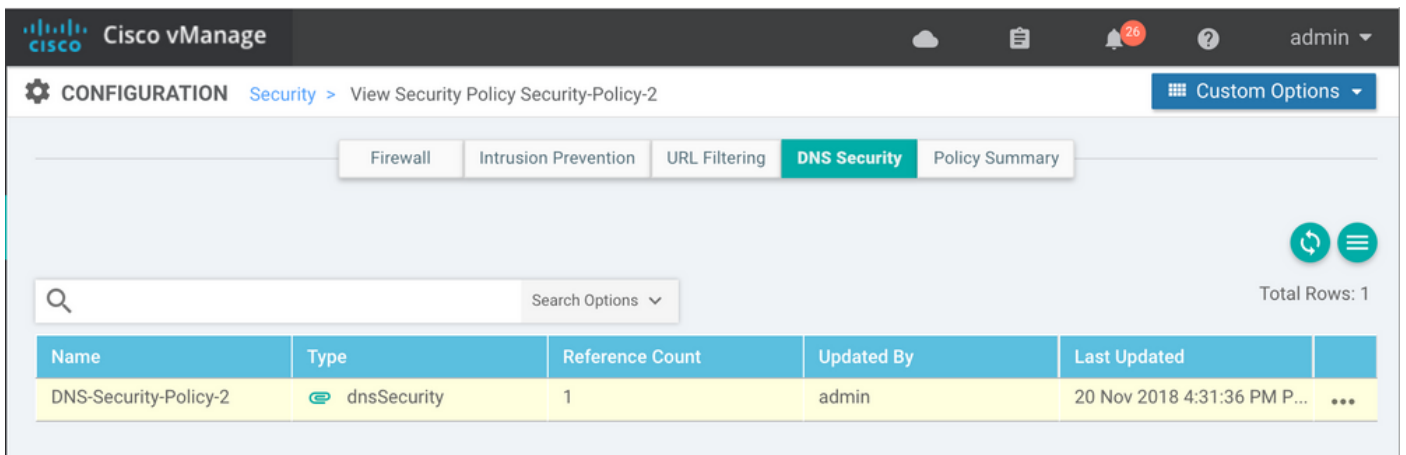 CISCO Cisco vManage 26 admin
CONFIGURATION Security > View Security Policy Security-Policy-2 Custom Options
Firewall Intrusion Prevention URL Filtering DNS Security Policy Summary
Search Options Total Rows: 1
Name Type Reference Count Updated By Last Updated
DNS-Security-Policy-2 dnsSecurity 1 admin 20 Nov 2018 4:31:36 PM P...